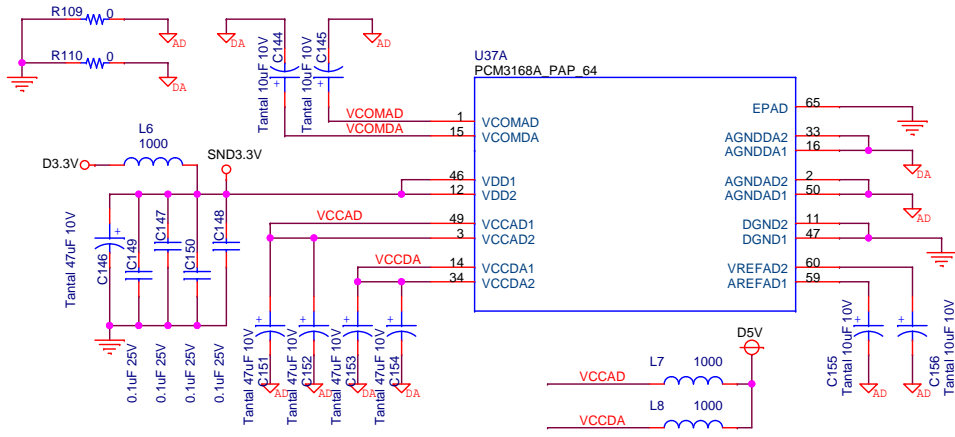 R109 0
AD
R110 0
DA
DA
Tantal 10uF 10V
C144
Tantal 10uF 10V
C145
AD
U37A
PCM3168A_PAP_64
VCOMAD 1 VCOMAD
VCOMDA 15 VCOMDA
46 VDD1
12 VDD2
VCCAD 49 VCCAD1
3 VCCAD2
VCCDA 14 VCCDA1
34 VCCDA2
EPAD 65
AGNDDA2 33
AGNDDA1 16
DA
AGNDAD2 2
AGNDAD1 50
AD
DGND2 11
DGND1 47
VREFAD2 60
AREFAD1 59
L6
1000
D3.3V
SND3.3V
Tantal 47uF 10V
C146
C149
C147
C150
C148
0.1uF 25V
0.1uF 25V
0.1uF 25V
0.1uF 25V
Tantal 47uF 10V
C151
AD
Tantal 47uF 10V
C152
AD
Tantal 47uF 10V
C153
DA
Tantal 47uF 10V
C154
DA
D5V
VCCAD L7 1000
VCCDA L8 1000
C155
Tantal 10uF 10V
AD
C156
Tantal 10uF 10V
AD